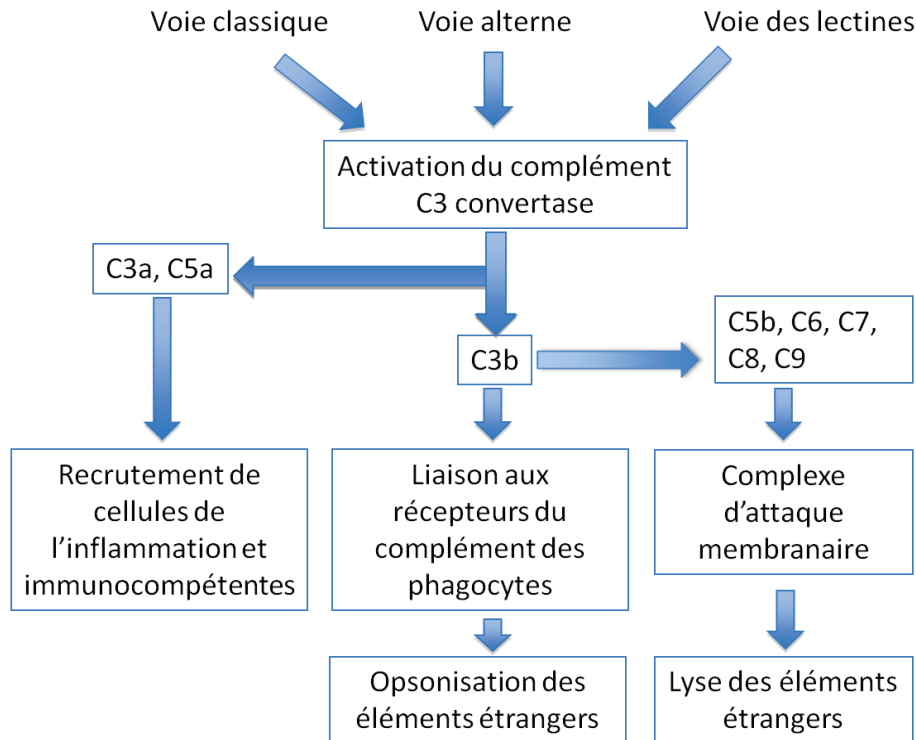 Voie classique
Voie alterne
Voie des lectines
Activation du complément
C3 convertase
C3a, C5a
C3b
C5b, C6, C7,
C8, C9
Recrutement de
cellules de
l'inflammation et
immunocompétentes
Liaison aux
récepteurs du
complément des
phagocytes
Complexe
d'attaque
membranaire
Opsonisation des
éléments étrangers
Lyse des éléments
étrangers